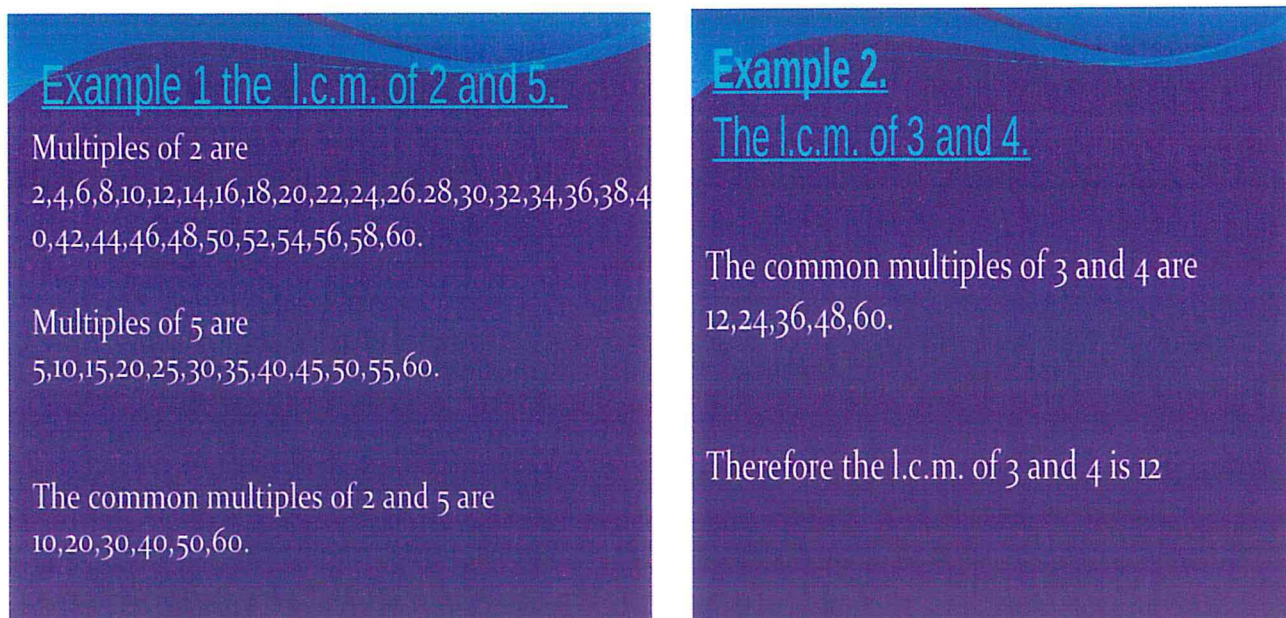 Example 1 the l.c.m. of 2 and 5.
Multiples of 2 are
2,4,6,8,10,12,14,16,18,20,22,24,26.28,30,32,34,36,38,4
0,42,44,46,48,50,52,54,56,58,60.
Multiples of 5 are
5,10,15,20,25,30,35,40,45,50,55,60.
The common multiples of 2 and 5 are
10,20,30,40,50,60.
Example 2.
The l.c.m. of 3 and 4.
The common multiples of 3 and 4 are
12,24,36,48,60.
Therefore the l.c.m. of 3 and 4 is 12